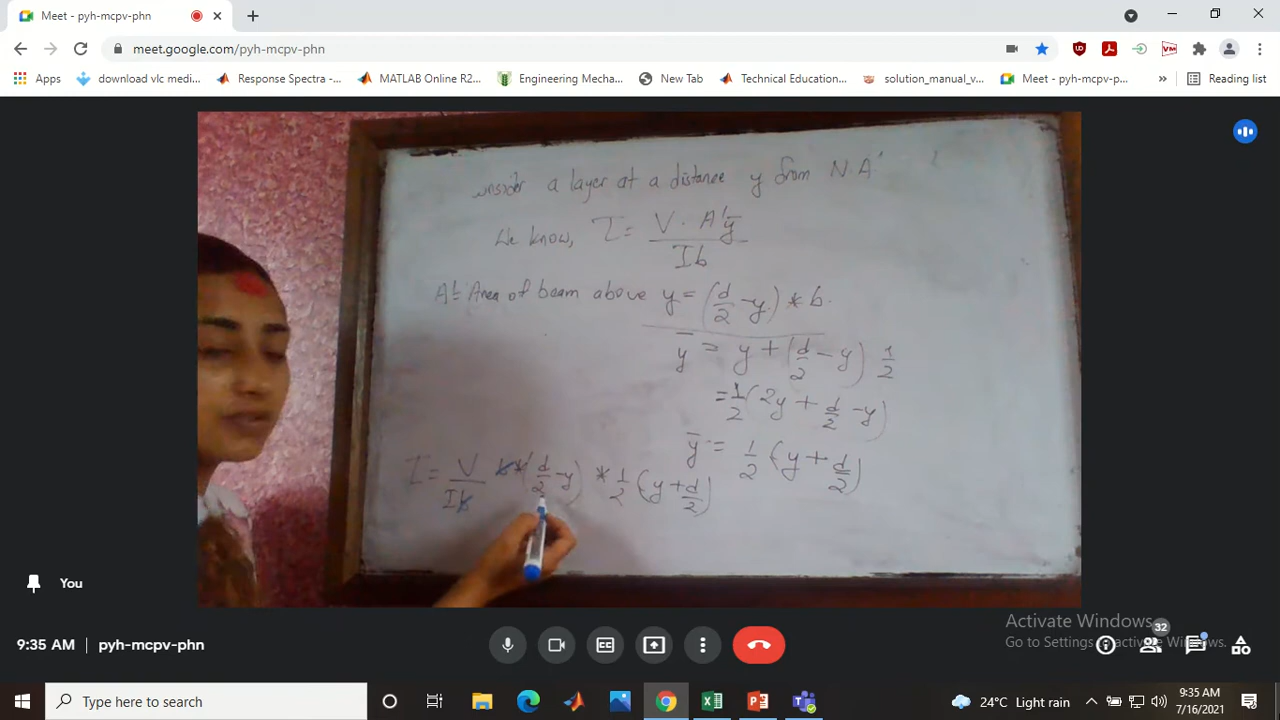 Meet - pyh-mcpv-phn
meet.google.com/pyh-mcpv-phn
Apps download vlc medi... Response Spectra -... MATLAB Online R2... Engineering Mecha... New Tab Technical Education... solution_manual_v... Meet - pyh-mcpv-p... » Reading list
onsider a layer at a distance y from N.A'
We know, τ = V. A'ȳ / Ib
A'= Area of beam above y = (d/2 -y) * b.
ȳ = y + (d/2 - y) 1/2
= 1/2 (2y + d/2 -y)
ȳ = 1/2 (y + d/2)
τ = V/Ib b*(d/2 -y) * 1/2 (y + d/2)
You
Activate Windows
Go to Settings to activate Windows.
32
9:35 AM | pyh-mcpv-phn
Type here to search
24°C Light rain
9:35 AM
7/16/2021